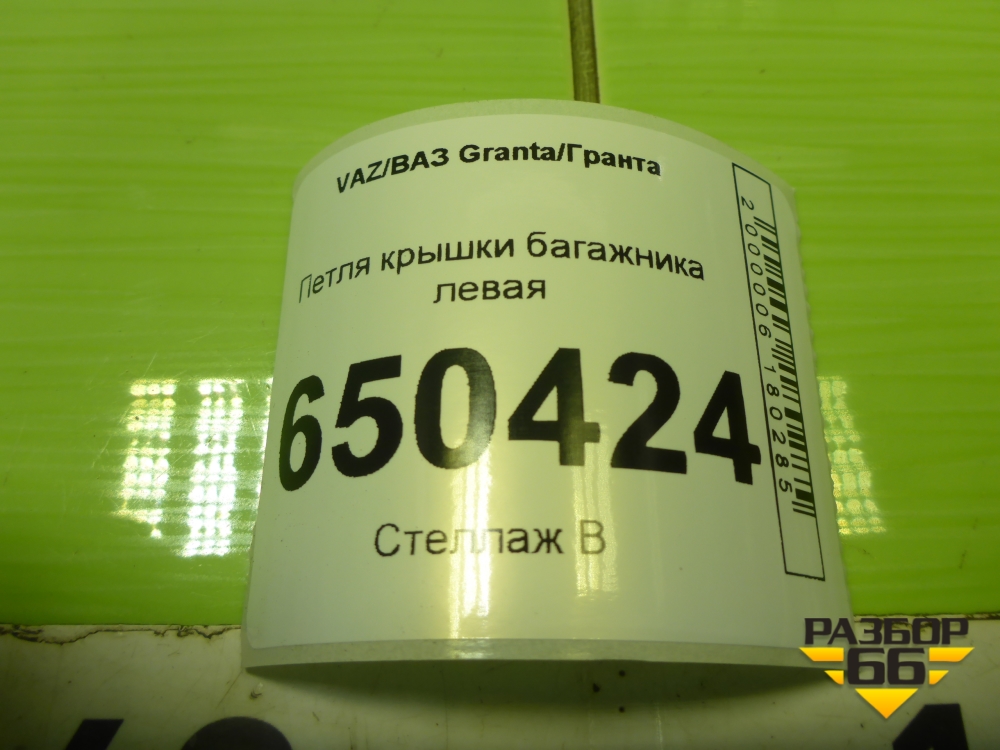 VAZ/ВАЗ Granta/Гранта
Петля крышки багажника
левая
650424
Стеллаж В
2000006180285
РАЗБОР
66